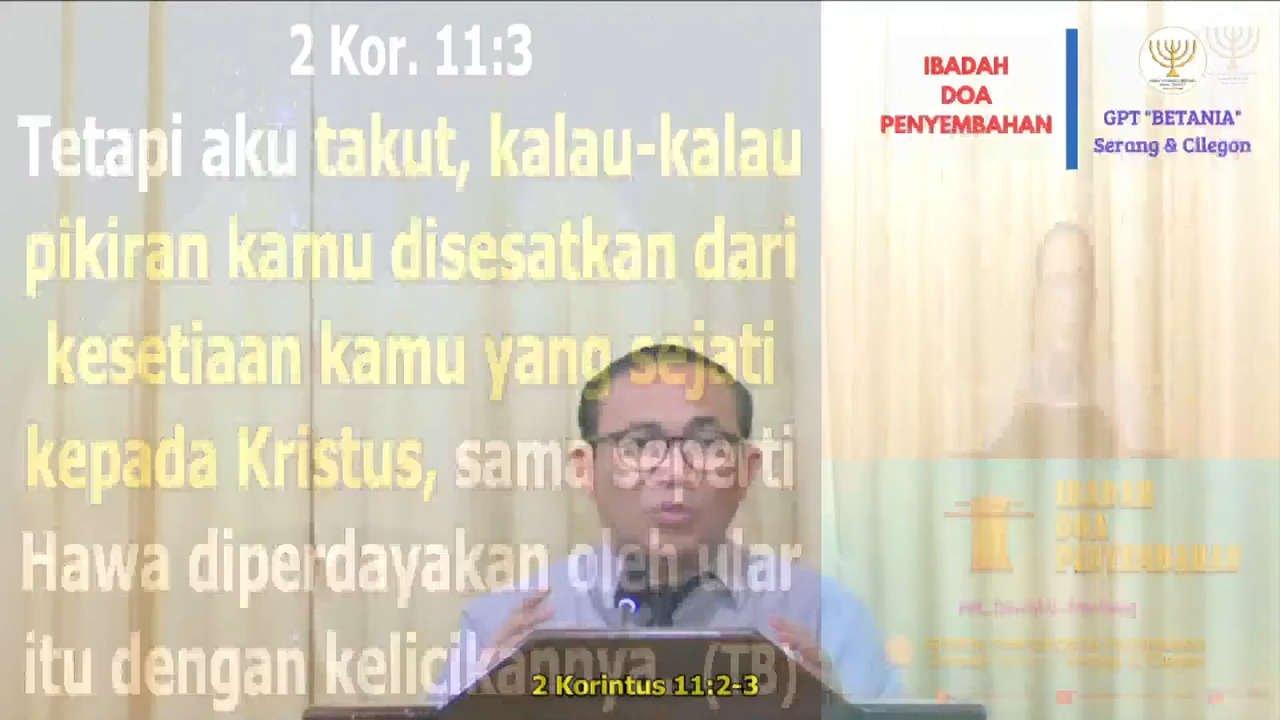 2 Kor. 11:3
Tetapi aku takut, kalau-kalau
pikiran kamu disesatkan dari
kesetiaan kamu yang sejati
kepada Kristus, sama seperti
Hawa diperdayakan oleh ular
itu dengan kelicikannya. (TB)
2 Korintus 11:2-3
IBADAH
DOA
PENYEMBAHAN
GPT "BETANIA"
Serang & Cilegon
IBADAH
DOA
PENYEMBAHAN